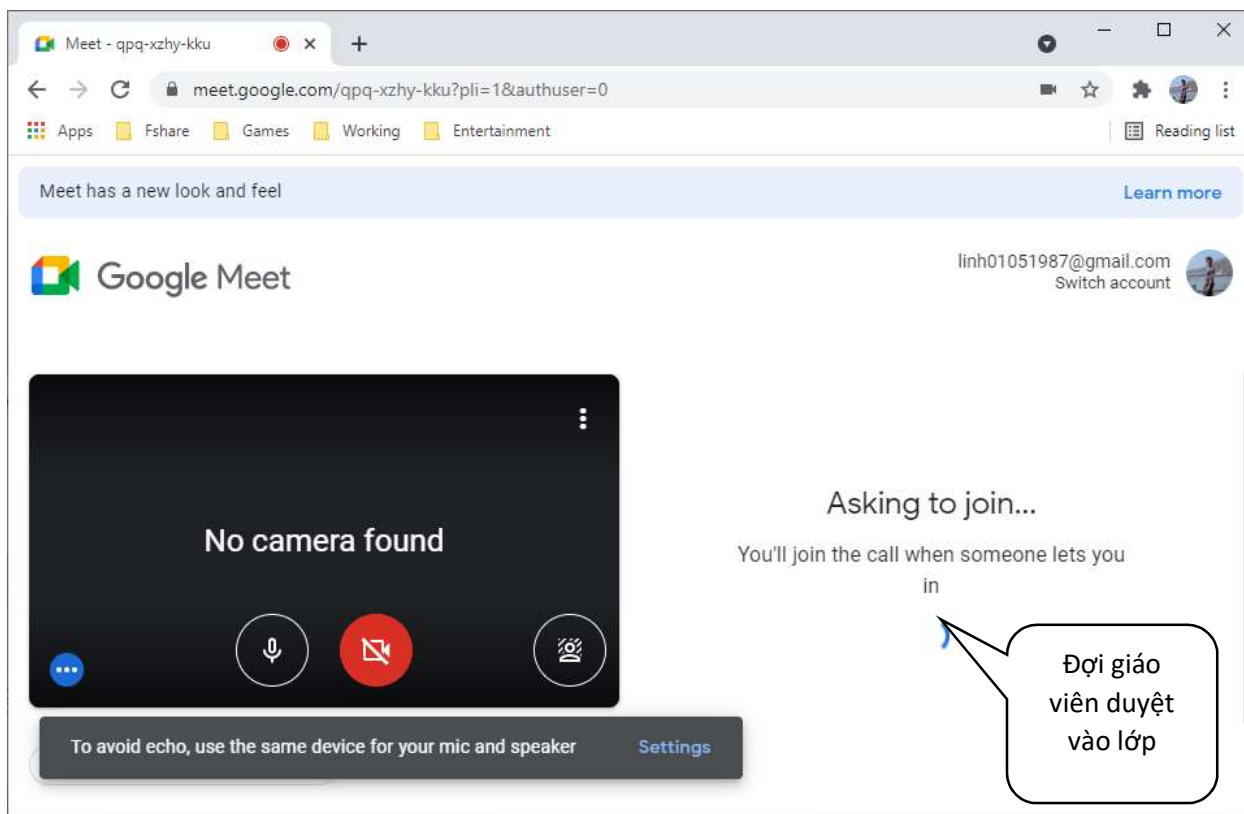 Meet - qpq-xzhy-kku
meet.google.com/qpq-xzhy-kku?pli=1&authuser=0
Apps Fshare Games Working Entertainment Reading list
Meet has a new look and feel Learn more
Google Meet
linh01051987@gmail.com
Switch account
No camera found
Asking to join...
You'll join the call when someone lets you
in
Đợi giáo
viên duyệt
vào lớp
To avoid echo, use the same device for your mic and speaker Settings